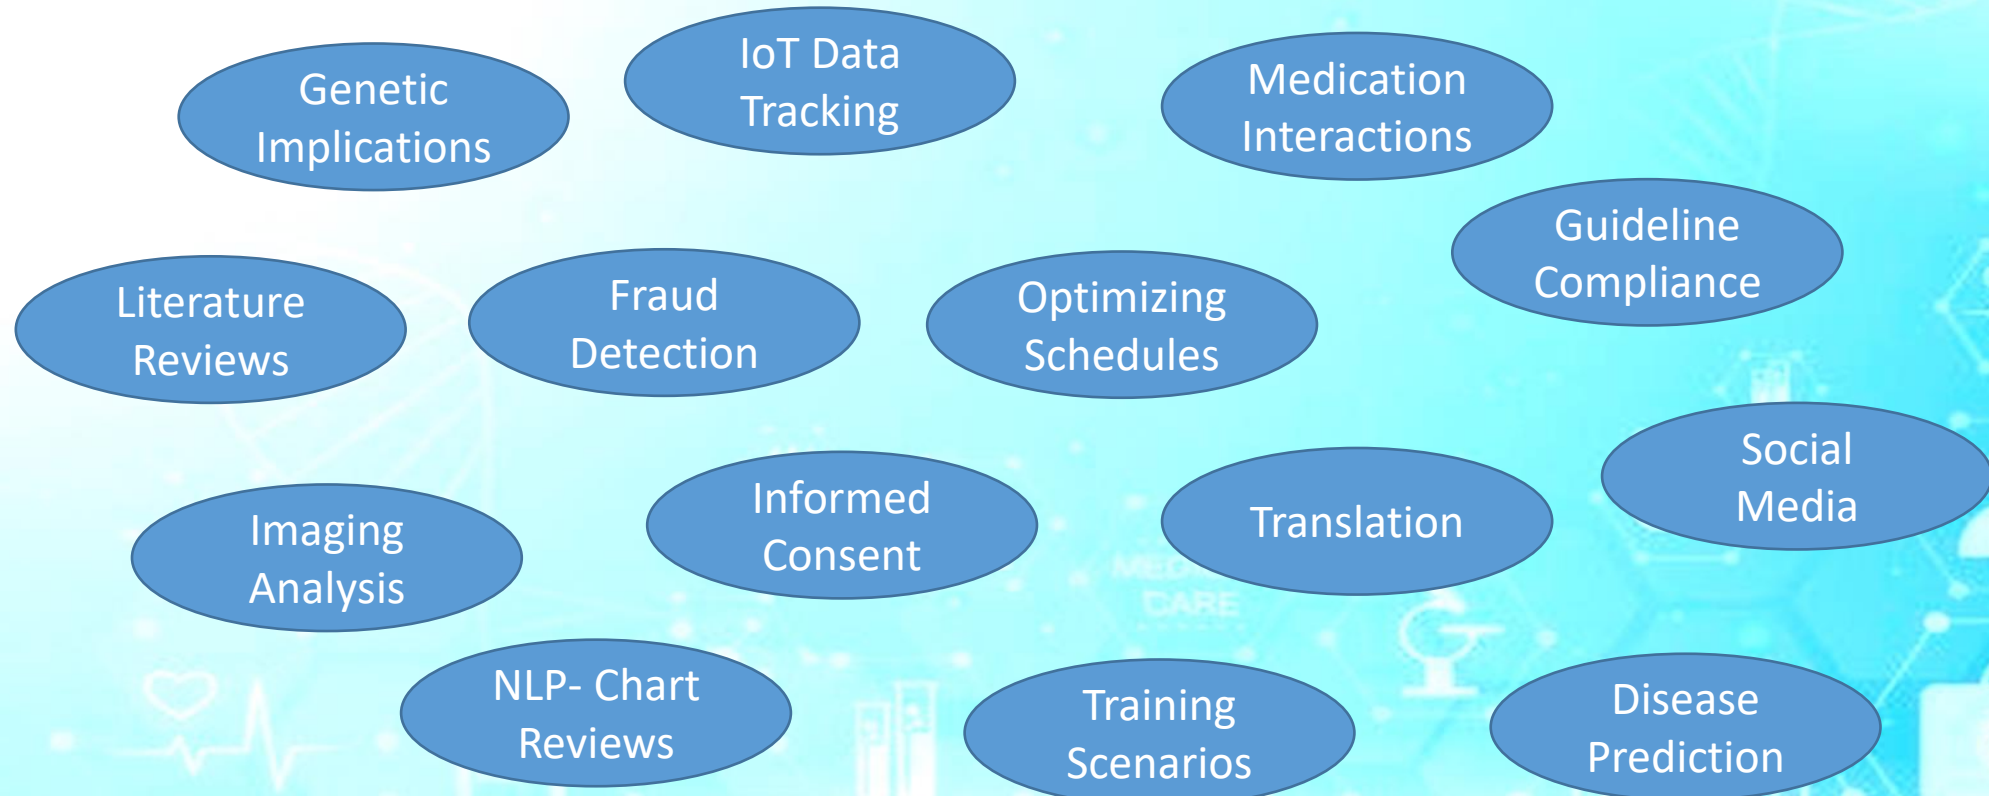 Genetic
Implications
IoT Data
Tracking
Medication
Interactions
Guideline
Compliance
Literature
Reviews
Fraud
Detection
Optimizing
Schedules
Social
Media
Imaging
Analysis
Informed
Consent
Translation
CARE
NLP- Chart
Reviews
Training
Scenarios
Disease
Prediction